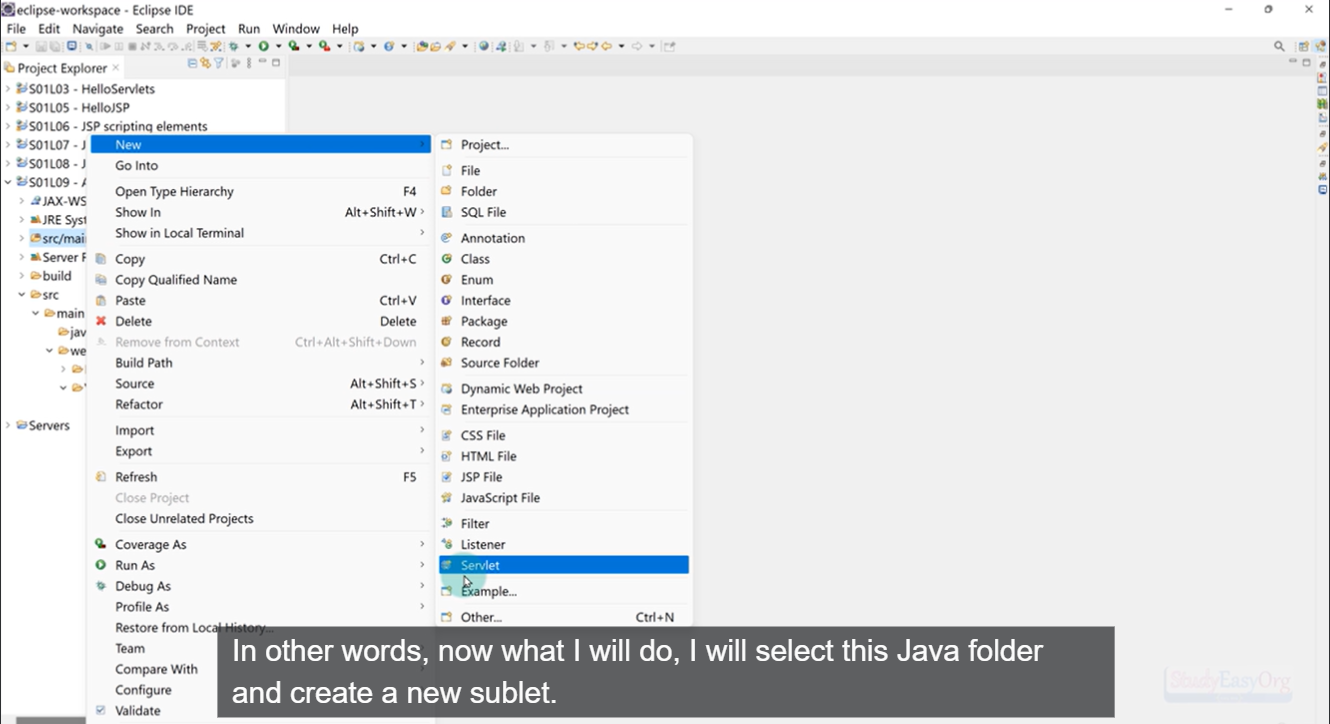 eclipse-workspace - Eclipse IDE
File Edit Navigate Search Project Run Window Help
Project Explorer
S01L03 - HelloServlets
S01L05 - HelloJSP
S01L06 - JSP scripting elements
S01L07 - J
S01L08 - J
S01L09 - A
JAX-WS
JRE Syst
src/mai
Server R
build
src
main
jav
we
Servers
New
Go Into
Open Type Hierarchy F4
Show In Alt+Shift+W
Show in Local Terminal
Copy Ctrl+C
Copy Qualified Name
Paste Ctrl+V
Delete Delete
Remove from Context Ctrl+Alt+Shift+Down
Build Path
Source Alt+Shift+S
Refactor Alt+Shift+T
Import
Export
Refresh F5
Close Project
Close Unrelated Projects
Coverage As
Run As
Debug As
Profile As
Restore from Local History...
Team
Compare With
Configure
Validate
Project...
File
Folder
SQL File
Annotation
Class
Enum
Interface
Package
Record
Source Folder
Dynamic Web Project
Enterprise Application Project
CSS File
HTML File
JSP File
JavaScript File
Filter
Listener
Servlet
Example...
Other... Ctrl+N
In other words, now what I will do, I will select this Java folder
and create a new sublet.
StudyEasyOrg